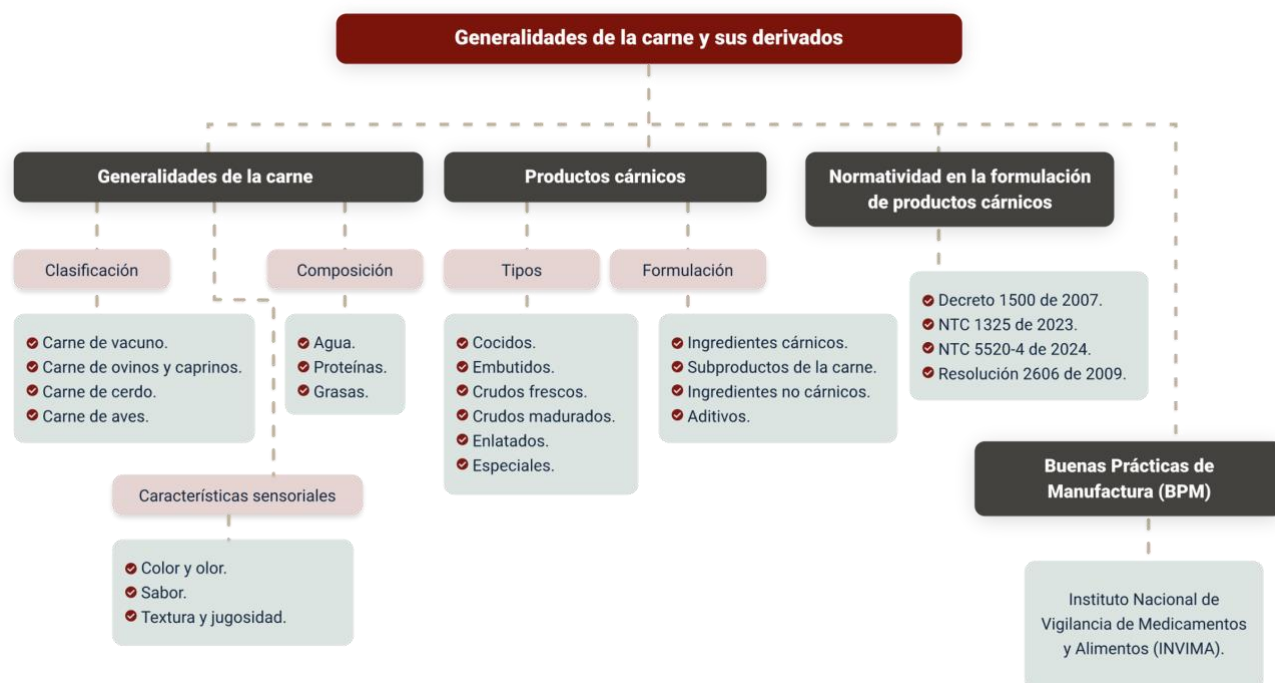 Generalidades de la carne y sus derivados
Generalidades de la carne
Productos cárnicos
Normatividad en la formulación
de productos cárnicos
Clasificación
Composición
Tipos
Formulación
Carne de vacuno.
Carne de ovinos y caprinos.
Carne de cerdo.
Carne de aves.
Agua.
Proteínas.
Grasas.
Cocidos.
Embutidos.
Crudos frescos.
Crudos madurados.
Enlatados.
Especiales.
Ingredientes cárnicos.
Subproductos de la carne.
Ingredientes no cárnicos.
Aditivos.
Decreto 1500 de 2007.
NTC 1325 de 2023.
NTC 5520-4 de 2024.
Resolución 2606 de 2009.
Características sensoriales
Color y olor.
Sabor.
Textura y jugosidad.
Buenas Prácticas de
Manufactura (BPM)
Instituto Nacional de
Vigilancia de Medicamentos
y Alimentos (INVIMA).